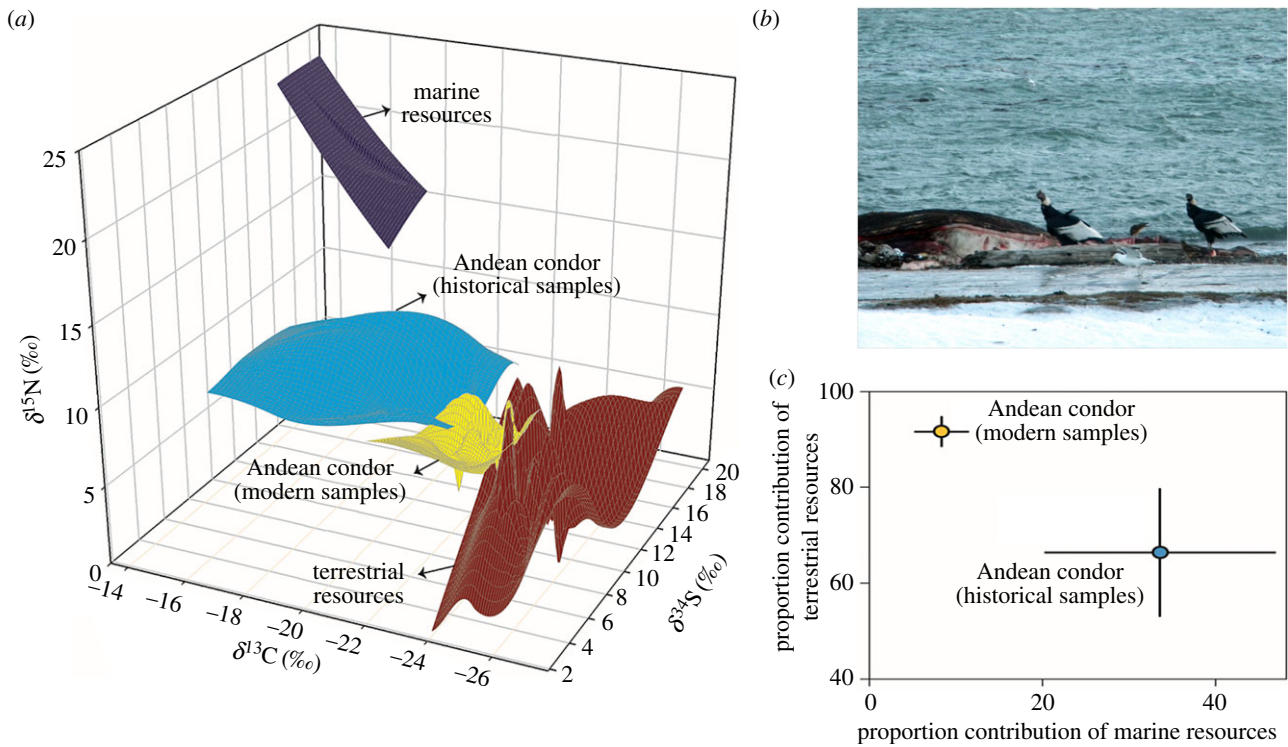 (a)
marine
resources
Andean condor
(historical samples)
Andean condor
(modern samples)
terrestrial
resources
25
20
15
10
5
0
δ15N (‰)
−14
−16
−18
−20
−22
−24
−26
δ13C (‰)
2
4
6
8
10
12
14
16
18
20
δ34S (‰)
(b)
(c)
100
80
60
40
proportion contribution of
terrestrial resources
Andean condor
(modern samples)
Andean condor
(historical samples)
0
20
40
proportion contribution of marine resources